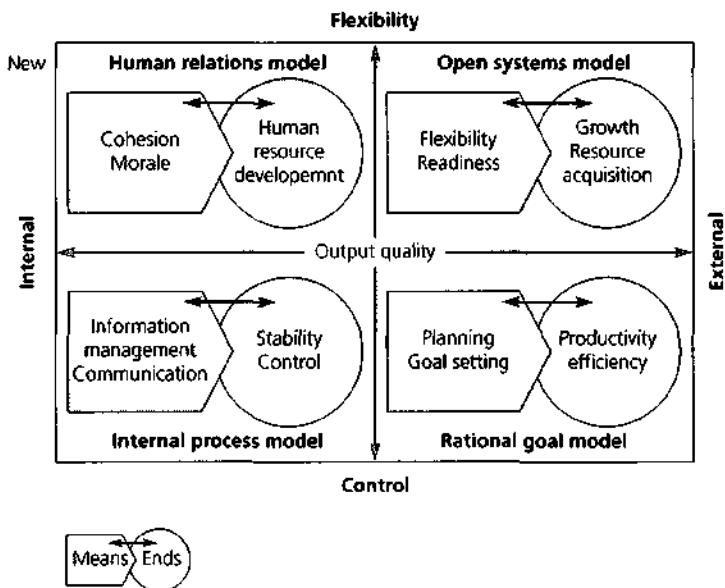 Flexibility
New
Human relations model
Open systems model
Cohesion
Morale
Human
resource
developemnt
Flexibility
Readiness
Growth
Resource
acquisition
Internal
Output quality
External
Information
management
Communication
Stability
Control
Planning
Goal setting
Productivity
efficiency
Internal process model
Rational goal model
Control
Means
Ends